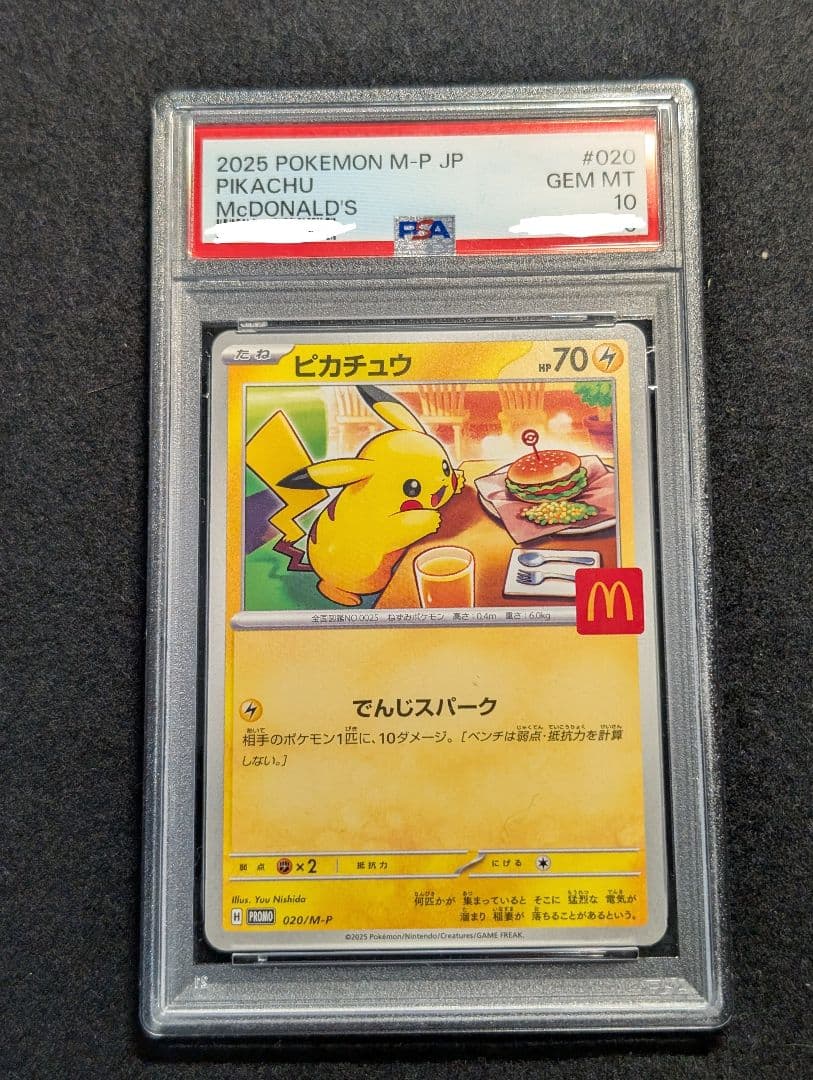 2025 POKEMON M-P JP #020
PIKACHU GEM MT
McDONALD'S 10
PSA
たね ピカチュウ HP70
全国図鑑NO.0025 ねずみポケモン 高さ:0.4m 重さ:6.0kg
でんじスパーク
相手のポケモン1匹に、10ダメージ。[ベンチは弱点・抵抗力を計算
しない。]
弱点 ×2 抵抗力 にげる
Illus. Yuu Nishida
何匹かが 集まっていると そこに 猛烈な 電気が
溜まり 稲妻が 落ちることがあるという。
H PROMO 020/M-P
©2025 Pokémon/Nintendo/Creatures/GAME FREAK.